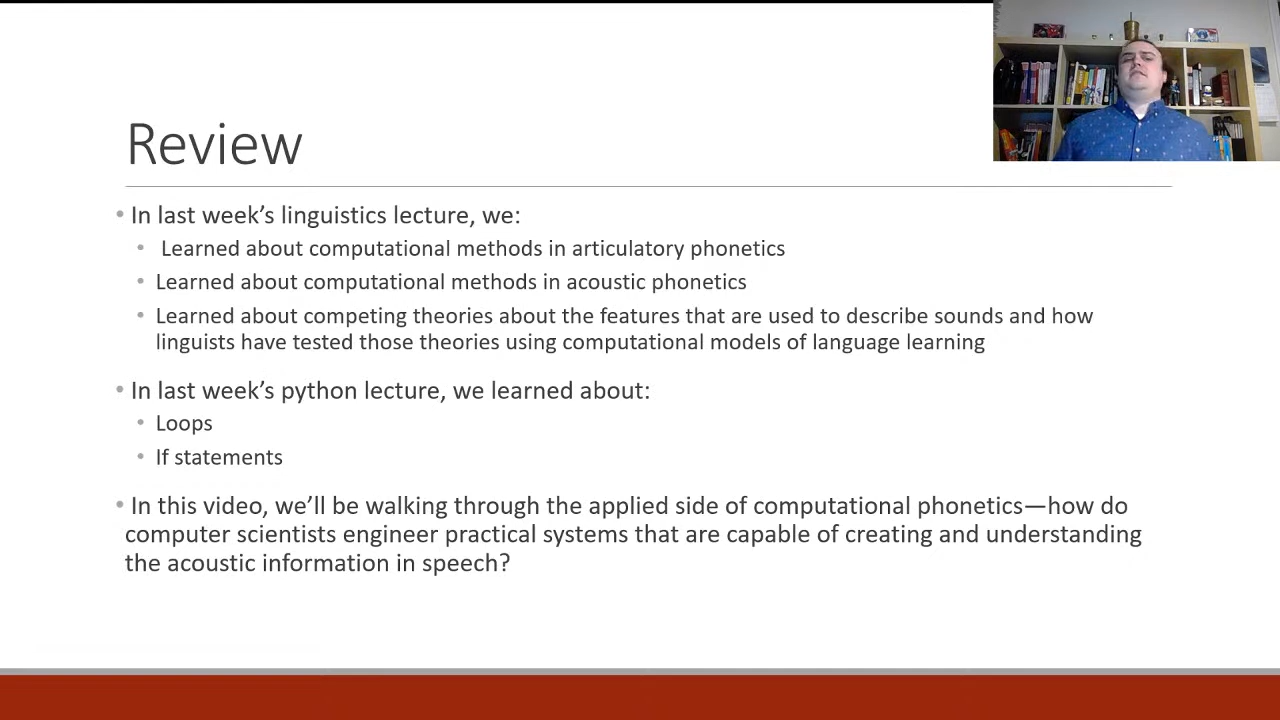 Review
• In last week’s linguistics lecture, we:
• Learned about computational methods in articulatory phonetics
• Learned about computational methods in acoustic phonetics
• Learned about competing theories about the features that are used to describe sounds and how
linguists have tested those theories using computational models of language learning
• In last week’s python lecture, we learned about:
• Loops
• If statements
• In this video, we’ll be walking through the applied side of computational phonetics—how do
computer scientists engineer practical systems that are capable of creating and understanding
the acoustic information in speech?